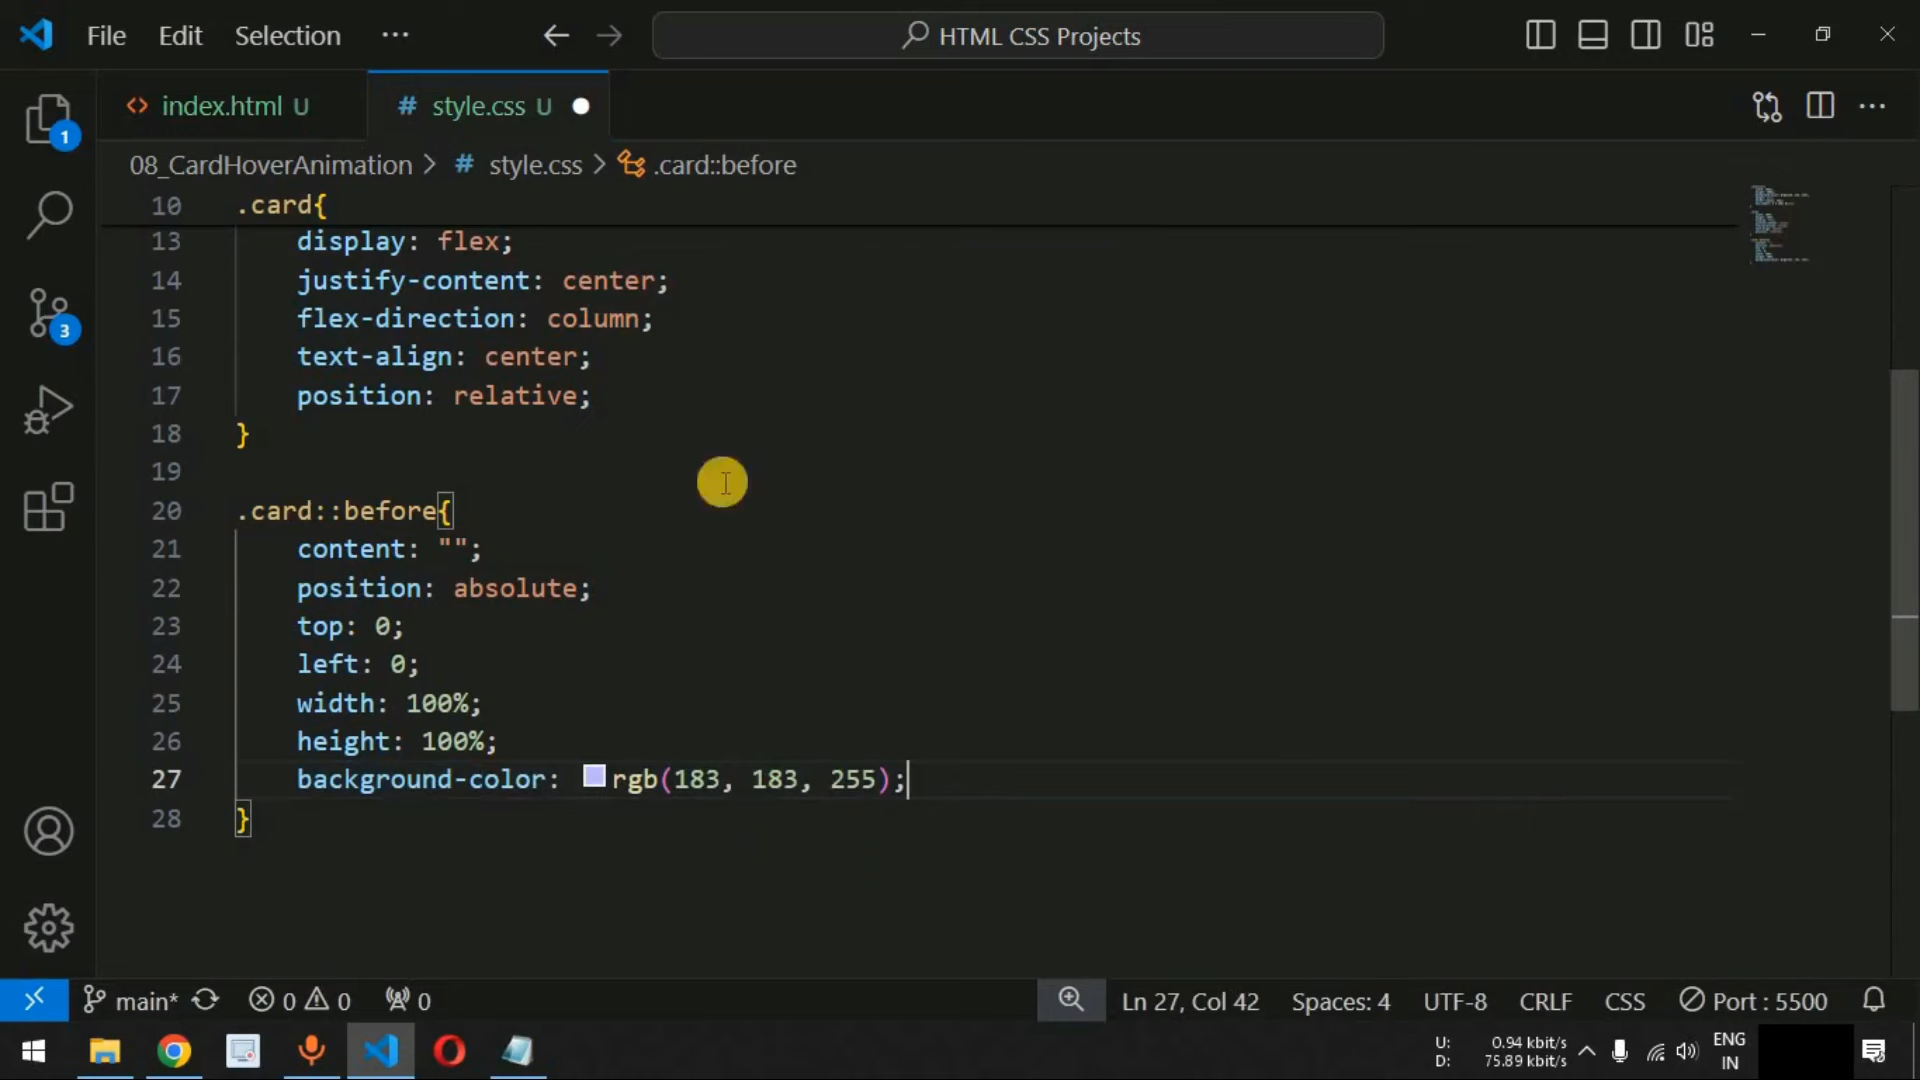 File Edit Selection ··· HTML CSS Projects
index.html U # style.css U
08_CardHoverAnimation > # style.css > .card::before
10 .card{
13 display: flex;
14 justify-content: center;
15 flex-direction: column;
16 text-align: center;
17 position: relative;
18 }
19
20 .card::before{
21 content: "";
22 position: absolute;
23 top: 0;
24 left: 0;
25 width: 100%;
26 height: 100%;
27 background-color: rgb(183, 183, 255);
28 }
1
3
main* 0 0 0 Ln 27, Col 42 Spaces: 4 UTF-8 CRLF CSS Port : 5500
U: 0.94 kbit/s
D: 75.89 kbit/s
ENG
IN